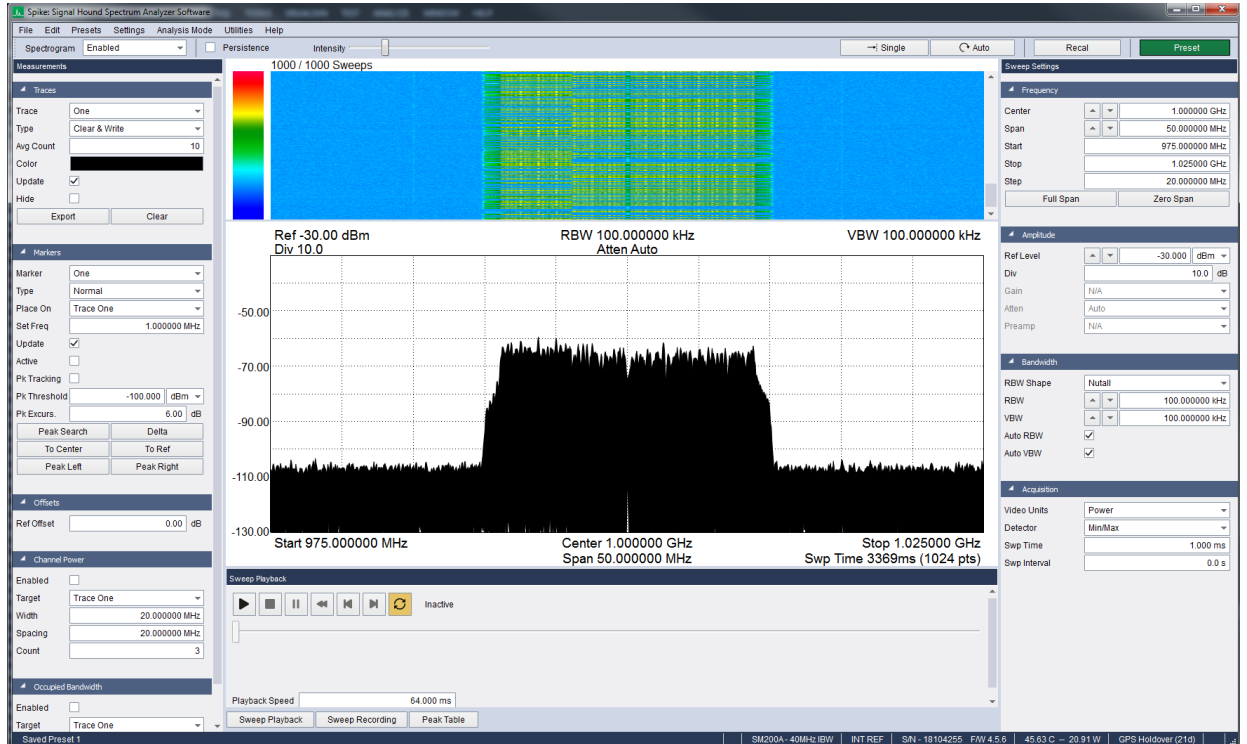 Spike: Signal Hound Spectrum Analyzer Software
File Edit Presets Settings Analysis Mode Utilities Help
Spectrogram Enabled Persistence Intensity Single Auto Recal Preset
Measurements
Traces
Trace One
Type Clear & Write
Avg Count 10
Color
Update
Hide
Export Clear
Markers
Marker One
Type Normal
Place On Trace One
Set Freq 1.000000 MHz
Update
Active
Pk Tracking
Pk Threshold -100.000 dBm
Pk Excurs. 6.00 dB
Peak Search Delta
To Center To Ref
Peak Left Peak Right
Offsets
Ref Offset 0.00 dB
Channel Power
Enabled
Target Trace One
Width 20.000000 MHz
Spacing 20.000000 MHz
Count 3
Occupied Bandwidth
Enabled
Target Trace One
1000 / 1000 Sweeps
Ref -30.00 dBm RBW 100.000000 kHz VBW 100.000000 kHz
Div 10.0 Atten Auto
-50.00
-70.00
-90.00
-110.00
-130.00
Start 975.000000 MHz Center 1.000000 GHz Stop 1.025000 GHz
Span 50.000000 MHz Swp Time 3369ms (1024 pts)
Sweep Playback
Inactive
Playback Speed 64.000 ms
Sweep Playback Sweep Recording Peak Table
Sweep Settings
Frequency
Center 1.000000 GHz
Span 50.000000 MHz
Start 975.000000 MHz
Stop 1.025000 GHz
Step 20.000000 MHz
Full Span Zero Span
Amplitude
Ref Level -30.000 dBm
Div 10.0 dB
Gain N/A
Atten Auto
Preamp N/A
Bandwidth
RBW Shape Nutall
RBW 100.000000 kHz
VBW 100.000000 kHz
Auto RBW
Auto VBW
Acquisition
Video Units Power
Detector Min/Max
Swp Time 1.000 ms
Swp Interval 0.0 s
Saved Preset 1 SM200A - 40MHz IBW INT REF S/N - 18104255 F/W 4.5.6 45.63 C -- 20.91 W GPS Holdover (21d)